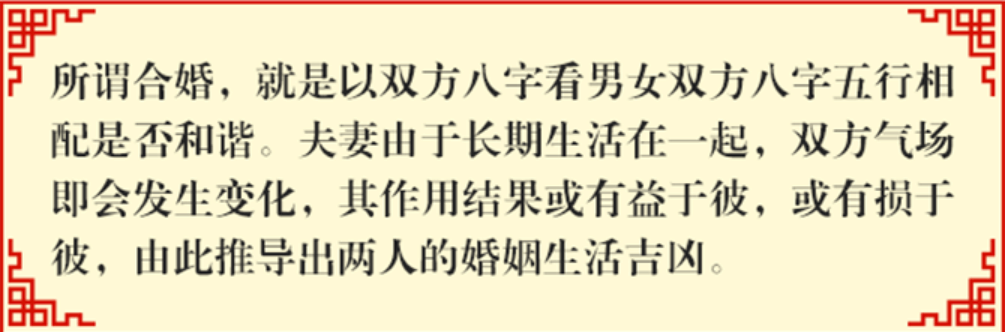 所谓合婚，就是以双方八字看男女双方八字五行相
配是否和谐。夫妻由于长期生活在一起，双方气场
即会发生变化，其作用结果或有益于彼，或有损于
彼，由此推导出两人的婚姻生活吉凶。